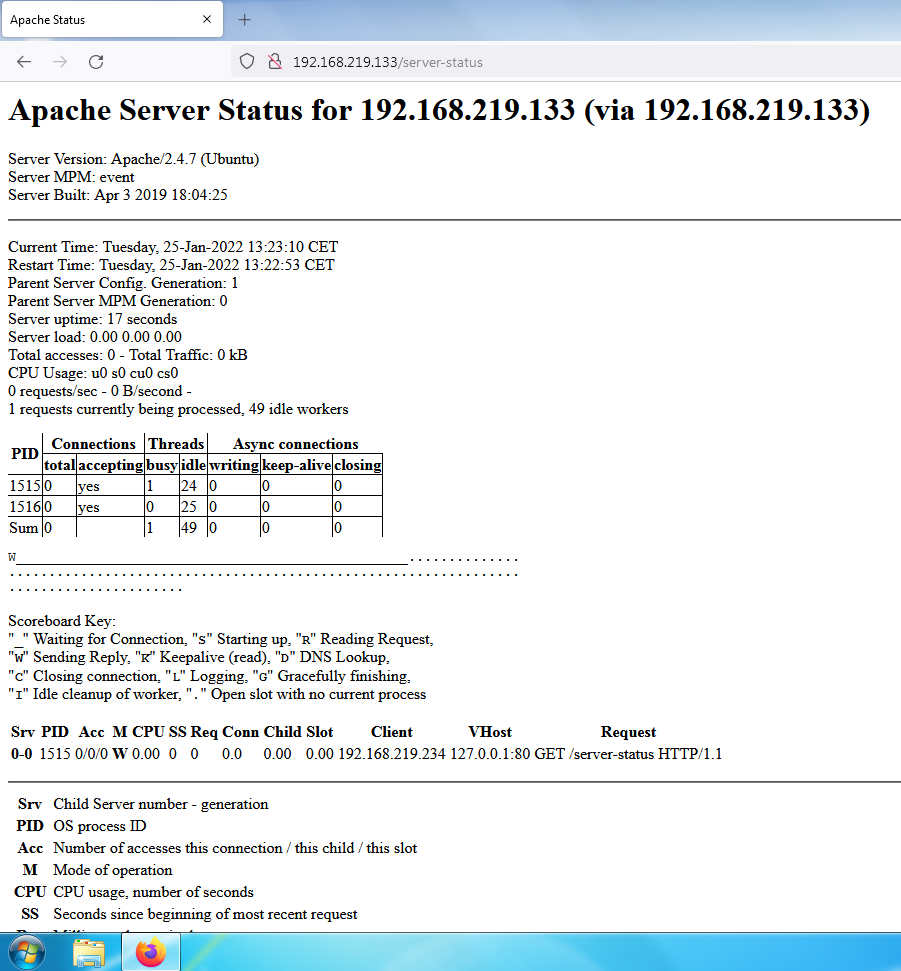 Apache Status
192.168.219.133/server-status
Apache Server Status for 192.168.219.133 (via 192.168.219.133)
Server Version: Apache/2.4.7 (Ubuntu)
Server MPM: event
Server Built: Apr 3 2019 18:04:25
Current Time: Tuesday, 25-Jan-2022 13:23:10 CET
Restart Time: Tuesday, 25-Jan-2022 13:22:53 CET
Parent Server Config. Generation: 1
Parent Server MPM Generation: 0
Server uptime: 17 seconds
Server load: 0.00 0.00 0.00
Total accesses: 0 - Total Traffic: 0 kB
CPU Usage: u0 s0 cu0 cs0
0 requests/sec - 0 B/second -
1 requests currently being processed, 49 idle workers
PID Connections Threads Async connections
total accepting busy idle writing keep-alive closing
1515 0 yes 1 24 0 0 0
1516 0 yes 0 25 0 0 0
Sum 0 1 49 0 0 0
W_________________________________________________..............
................................................................
......................
Scoreboard Key:
"_" Waiting for Connection, "S" Starting up, "R" Reading Request,
"W" Sending Reply, "K" Keepalive (read), "D" DNS Lookup,
"C" Closing connection, "L" Logging, "G" Gracefully finishing,
"I" Idle cleanup of worker, "." Open slot with no current process
Srv PID Acc M CPU SS Req Conn Child Slot Client VHost Request
0-0 1515 0/0/0 W 0.00 0 0 0.0 0.00 0.00 192.168.219.234 127.0.0.1:80 GET /server-status HTTP/1.1
Srv Child Server number - generation
PID OS process ID
Acc Number of accesses this connection / this child / this slot
M Mode of operation
CPU CPU usage, number of seconds
SS Seconds since beginning of most recent request